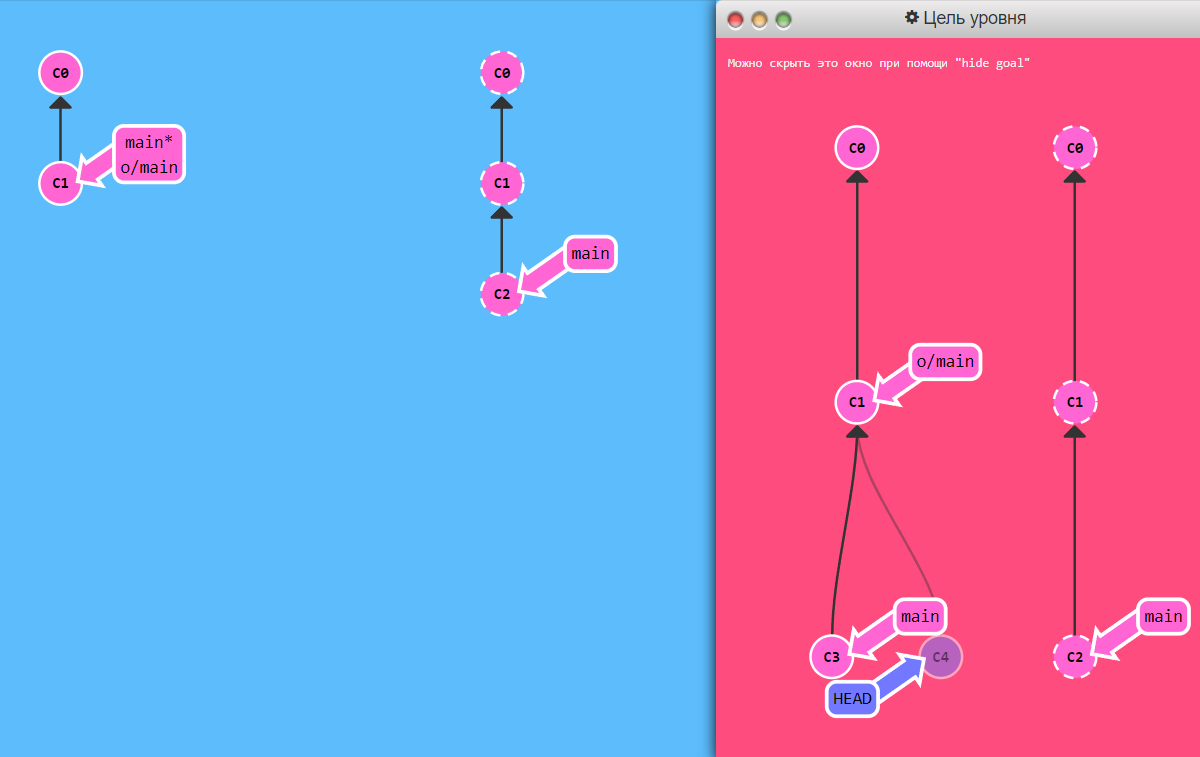 C0
main*
o/main
C1
C0
C1
main
C2
Цель уровня
Можно скрыть это окно при помощи "hide goal"
C0
o/main
C1
main
C3
C4
HEAD
C0
C1
main
C2